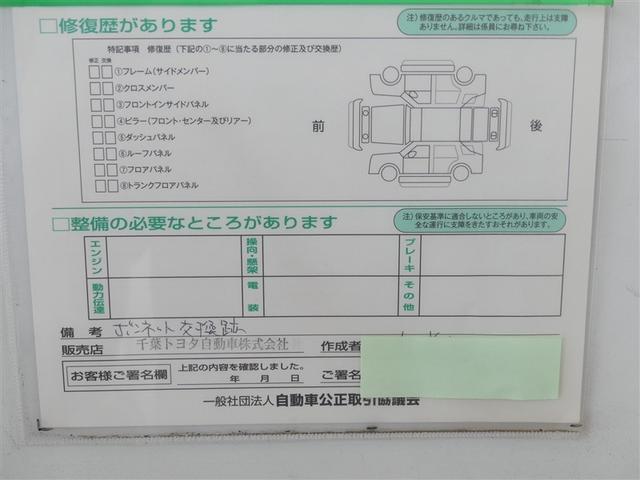 □修復歴があります
注）修復歴のあるクルマであっても、走行上は支障ありません。詳細は係員にお尋ね下さい。
特記事項 修復歴（下記の①～⑧に当たる部分の修正及び交換歴）
修正 交換
①フレーム（サイドメンバー）
②クロスメンバー
③フロントインサイドパネル
④ピラー（フロント・センター及びリアー）
⑤ダッシュパネル
⑥ルーフパネル
⑦フロアパネル
⑧トランクフロアパネル
前
後
□整備の必要なところがあります
注）保安基準に適合しないところがあり、車両の安全な運行に支障をきたすおそれがあります。
エンジン
操向・懸架
ブレーキ
動力伝達
電装
その他
備考 ボンネット交換跡
販売店 千葉トヨタ自動車株式会社 作成者
お客様ご署名欄 上記の内容を確認しました。
年 月 日 ご署名
一般社団法人 自動車公正取引協議会